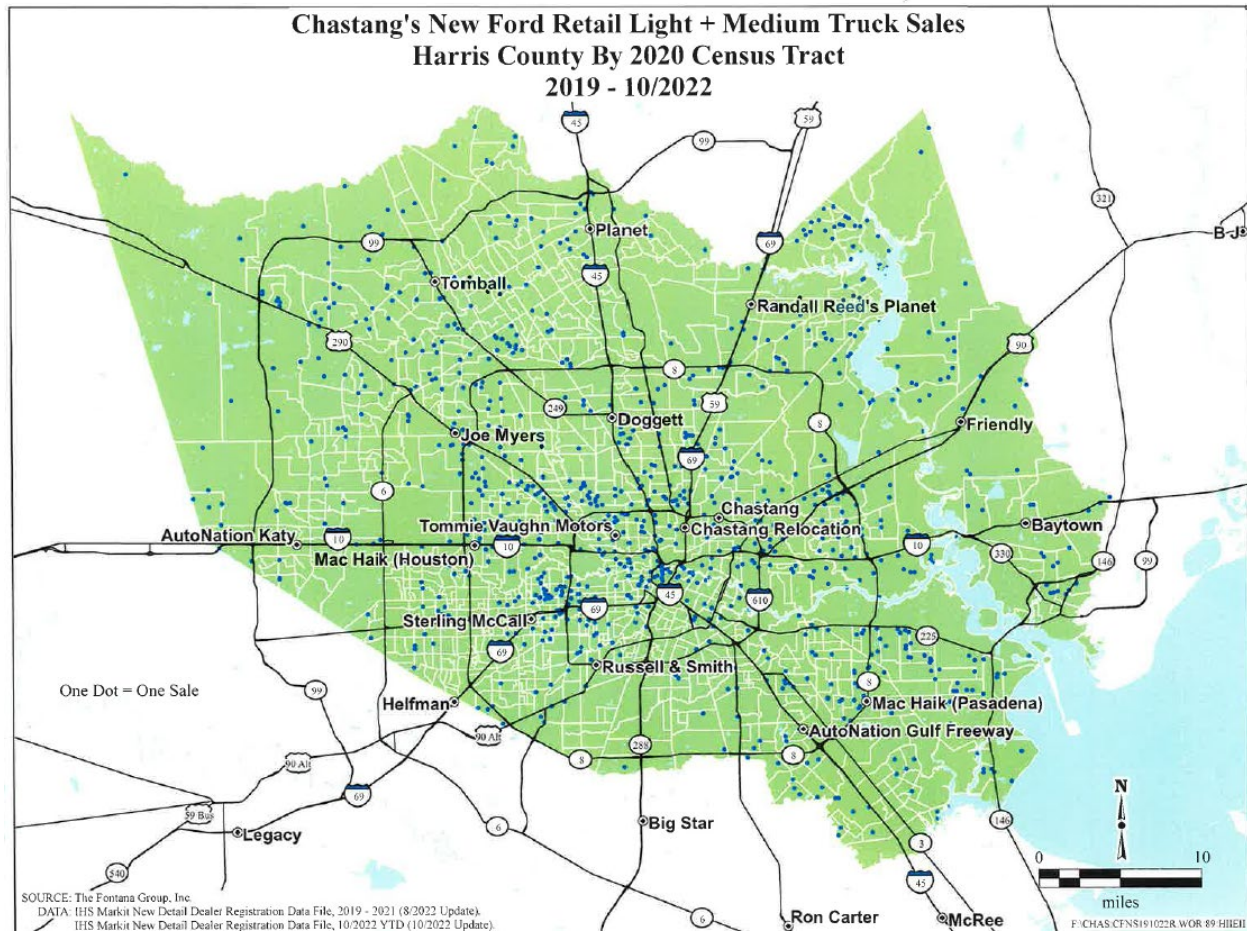 Chastang's New Ford Retail Light + Medium Truck Sales
Harris County By 2020 Census Tract
2019 - 10/2022
45
59
99
321
B J
69
99
Planet
45
Tomball
Randall Reed's Planet
290
90
8
249
59
Doggett
8
Friendly
Joe Myers
69
6
Chastang
Tommie Vaughn Motors
Chastang Relocation
Baytown
AutoNation Katy
10
10
10
330
Mac Haik (Houston)
146
99
45
610
69
Sterling McCall
225
69
Russell & Smith
8
One Dot = One Sale
99
Helfman
Mac Haik (Pasadena)
AutoNation Gulf Freeway
90 Alt
288
8
8
90 Alt
69
N
59 Bus
Legacy
6
Big Star
146
3
540
45
0
10
miles
SOURCE: The Fontana Group, Inc.
DATA: IHS Markit New Detail Dealer Registration Data File, 2019 - 2021 (8/2022 Update).
IHS Markit New Detail Dealer Registration Data File, 10/2022 YTD (10/2022 Update).
6
Ron Carter
McRee